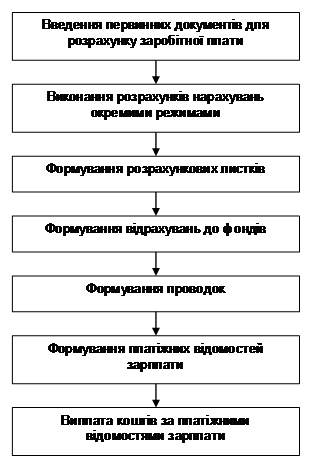 Введення первинних документів для
розрахунку заробітної плати
Виконання розрахунків нарахувань
окремими режимами
Формування розрахункових листків
Формування відрахувань до фондів
Формування проводок
Формування платіжних відомостей
зарплати
Виплата коштів за платіжними
відомостями зарплати